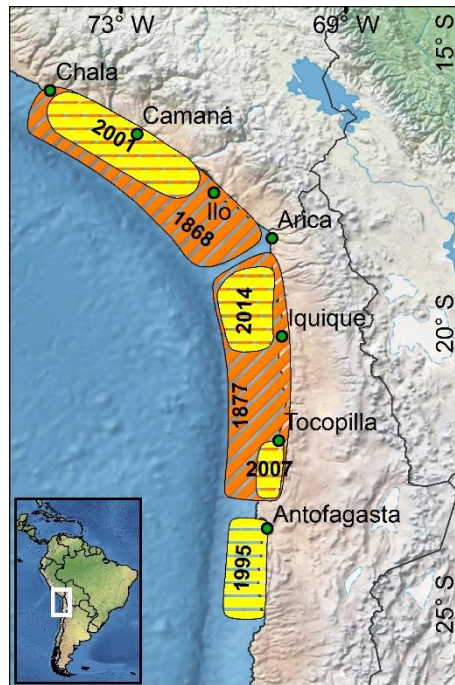 73° W
69° W
15° S
Chala
Camaná
2001
Ilo
1868
Arica
2014
20° S
Iquique
1877
Tocopilla
2007
Antofagasta
1995
25° S